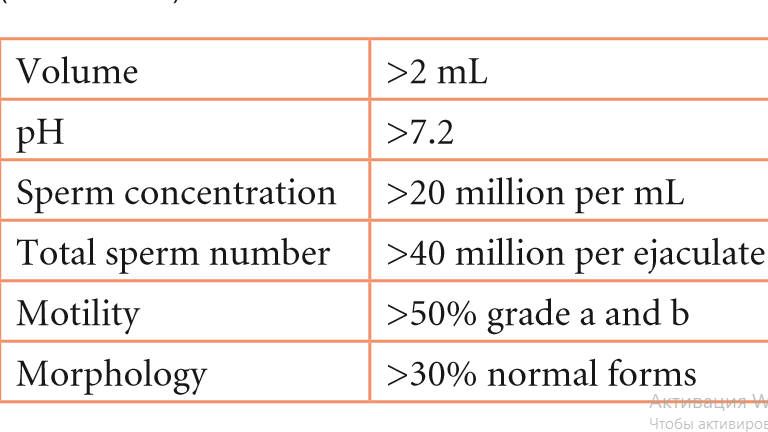 Volume >2 mL
pH >7.2
Sperm concentration >20 million per mL
Total sperm number >40 million per ejaculate
Motility >50% grade a and b
Morphology >30% normal forms
Активация W
Чтобы активиров